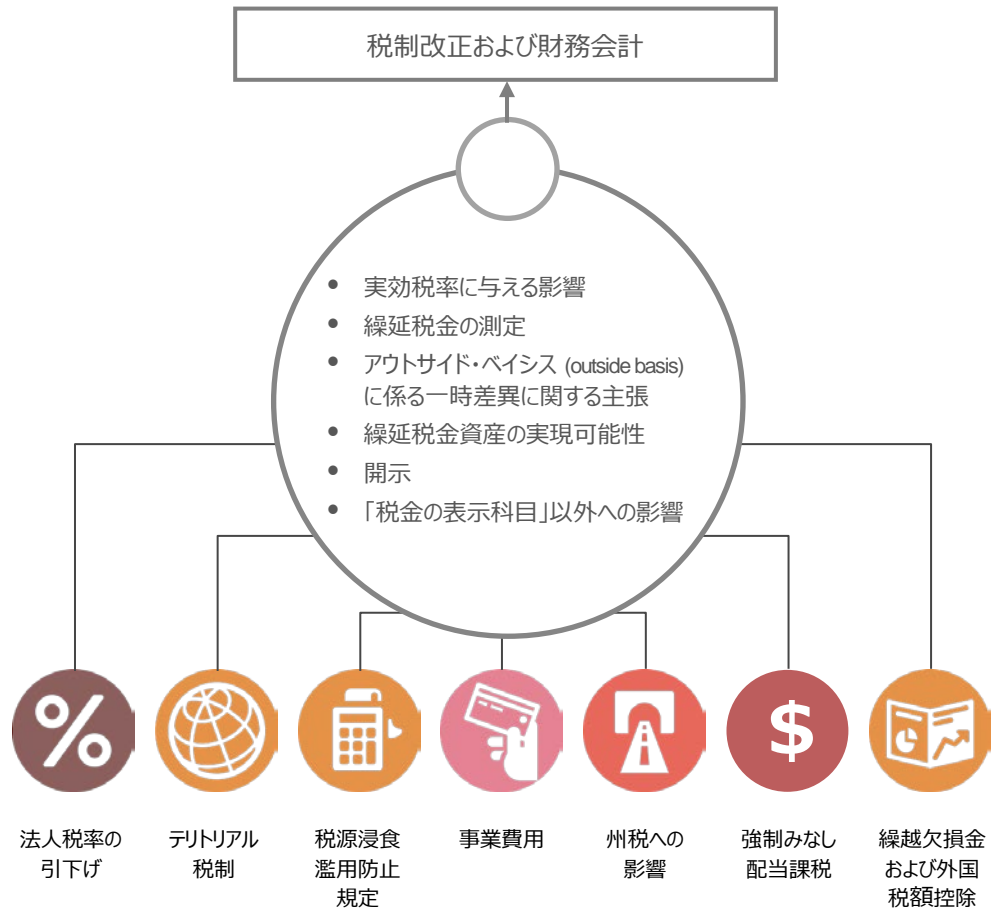 税制改正および財務会計
• 実効税率に与える影響
• 繰延税金の測定
• アウトサイド・ベイシス (outside basis)
に係る一時差異に関する主張
• 繰延税金資産の実現可能性
• 開示
• 「税金の表示科目」以外への影響
%
$
法人税率の
引下げ
テリトリアル
税制
税源浸食
濫用防止
規定
事業費用
州税への
影響
強制みなし
配当課税
繰越欠損金
および外国
税額控除